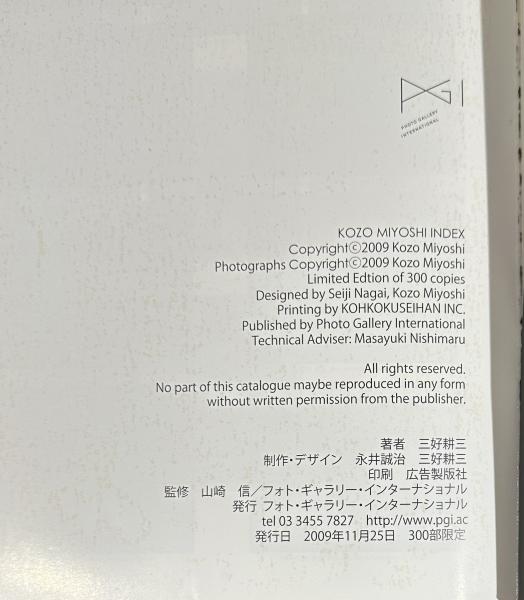 PGI
PHOTO GALLERY
INTERNATIONAL
KOZO MIYOSHI INDEX
Copyrightⓒ2009 Kozo Miyoshi
Photographs Copyrightⓒ2009 Kozo Miyoshi
Limited Edtion of 300 copies
Designed by Seiji Nagai, Kozo Miyoshi
Printing by KOHKOKUSEIHAN INC.
Published by Photo Gallery International
Technical Adviser: Masayuki Nishimaru
All rights reserved.
No part of this catalogue maybe reproduced in any form
without written permission from the publisher.
著者　三好耕三
制作・デザイン　永井誠治　三好耕三
印刷　広告製版社
監修　山崎　信／フォト・ギャラリー・インターナショナル
発行 フォト・ギャラリー・インターナショナル
tel 03 3455 7827　http://www.pgi.ac
発行日　2009年11月25日　300部限定